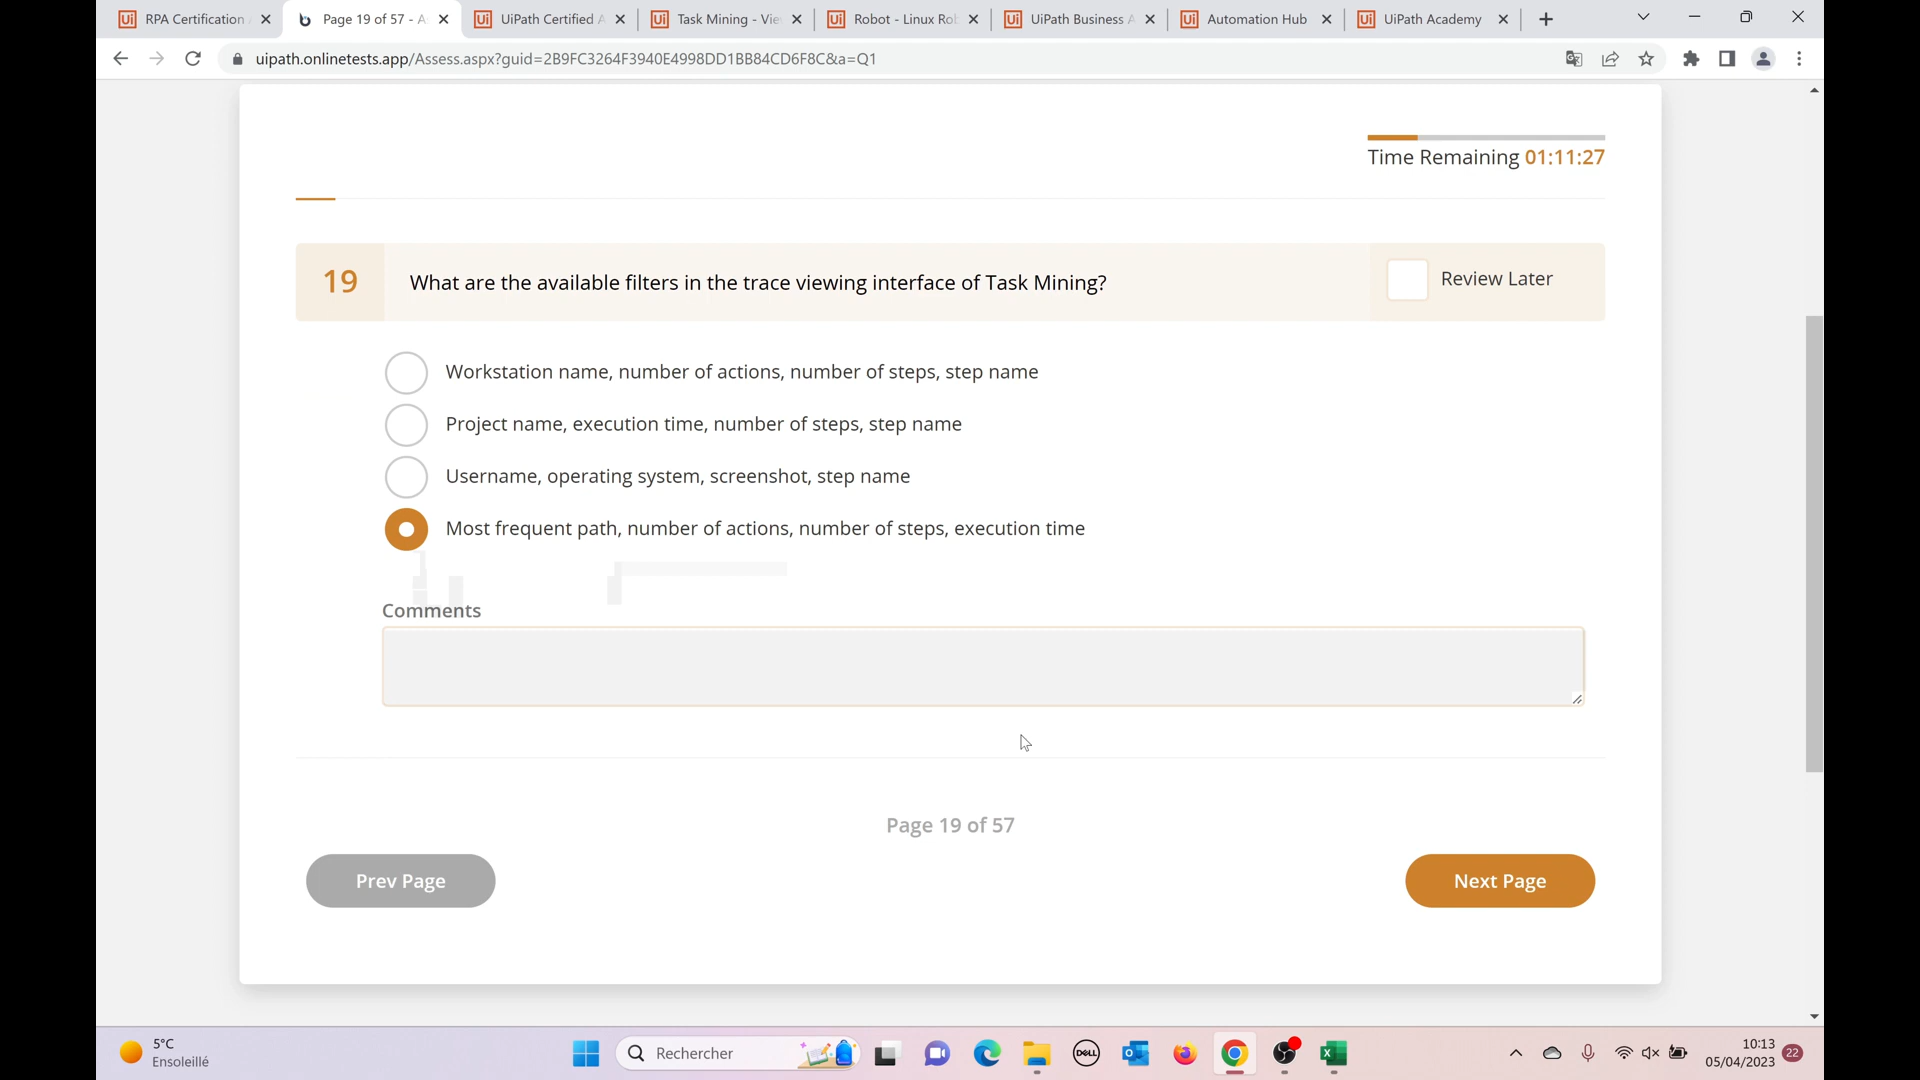 RPA Certification
Page 19 of 57 - A
UiPath Certified A
Task Mining - Vie
Robot - Linux Ro
UiPath Business A
Automation Hub
UiPath Academy
uipath.onlinetests.app/Assess.aspx?guid=2B9FC3264F3940E4998DD1BB84CD6F8C&a=Q1
Time Remaining 01:11:27
19
What are the available filters in the trace viewing interface of Task Mining?
Review Later
Workstation name, number of actions, number of steps, step name
Project name, execution time, number of steps, step name
Username, operating system, screenshot, step name
Most frequent path, number of actions, number of steps, execution time
Comments
Page 19 of 57
Prev Page
Next Page
5°C
Ensoleillé
Rechercher
DELL
10:13
05/04/2023
22